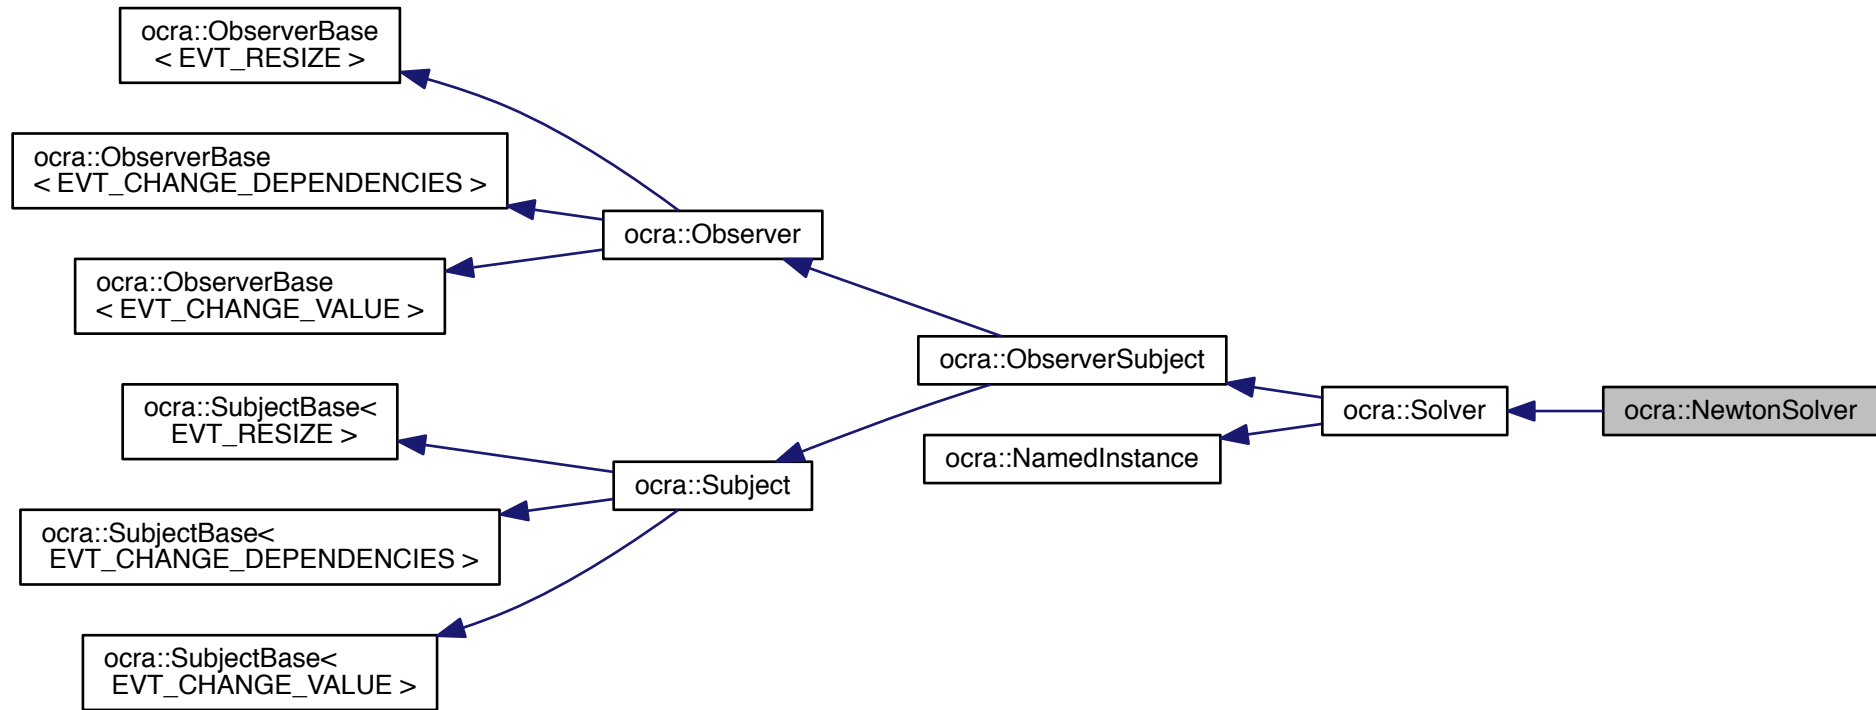 ocra::ObserverBase
< EVT_RESIZE >
ocra::ObserverBase
< EVT_CHANGE_DEPENDENCIES >
ocra::Observer
ocra::ObserverBase
< EVT_CHANGE_VALUE >
ocra::ObserverSubject
ocra::SubjectBase<
EVT_RESIZE >
ocra::Solver
ocra::NewtonSolver
ocra::NamedInstance
ocra::Subject
ocra::SubjectBase<
EVT_CHANGE_DEPENDENCIES >
ocra::SubjectBase<
EVT_CHANGE_VALUE >